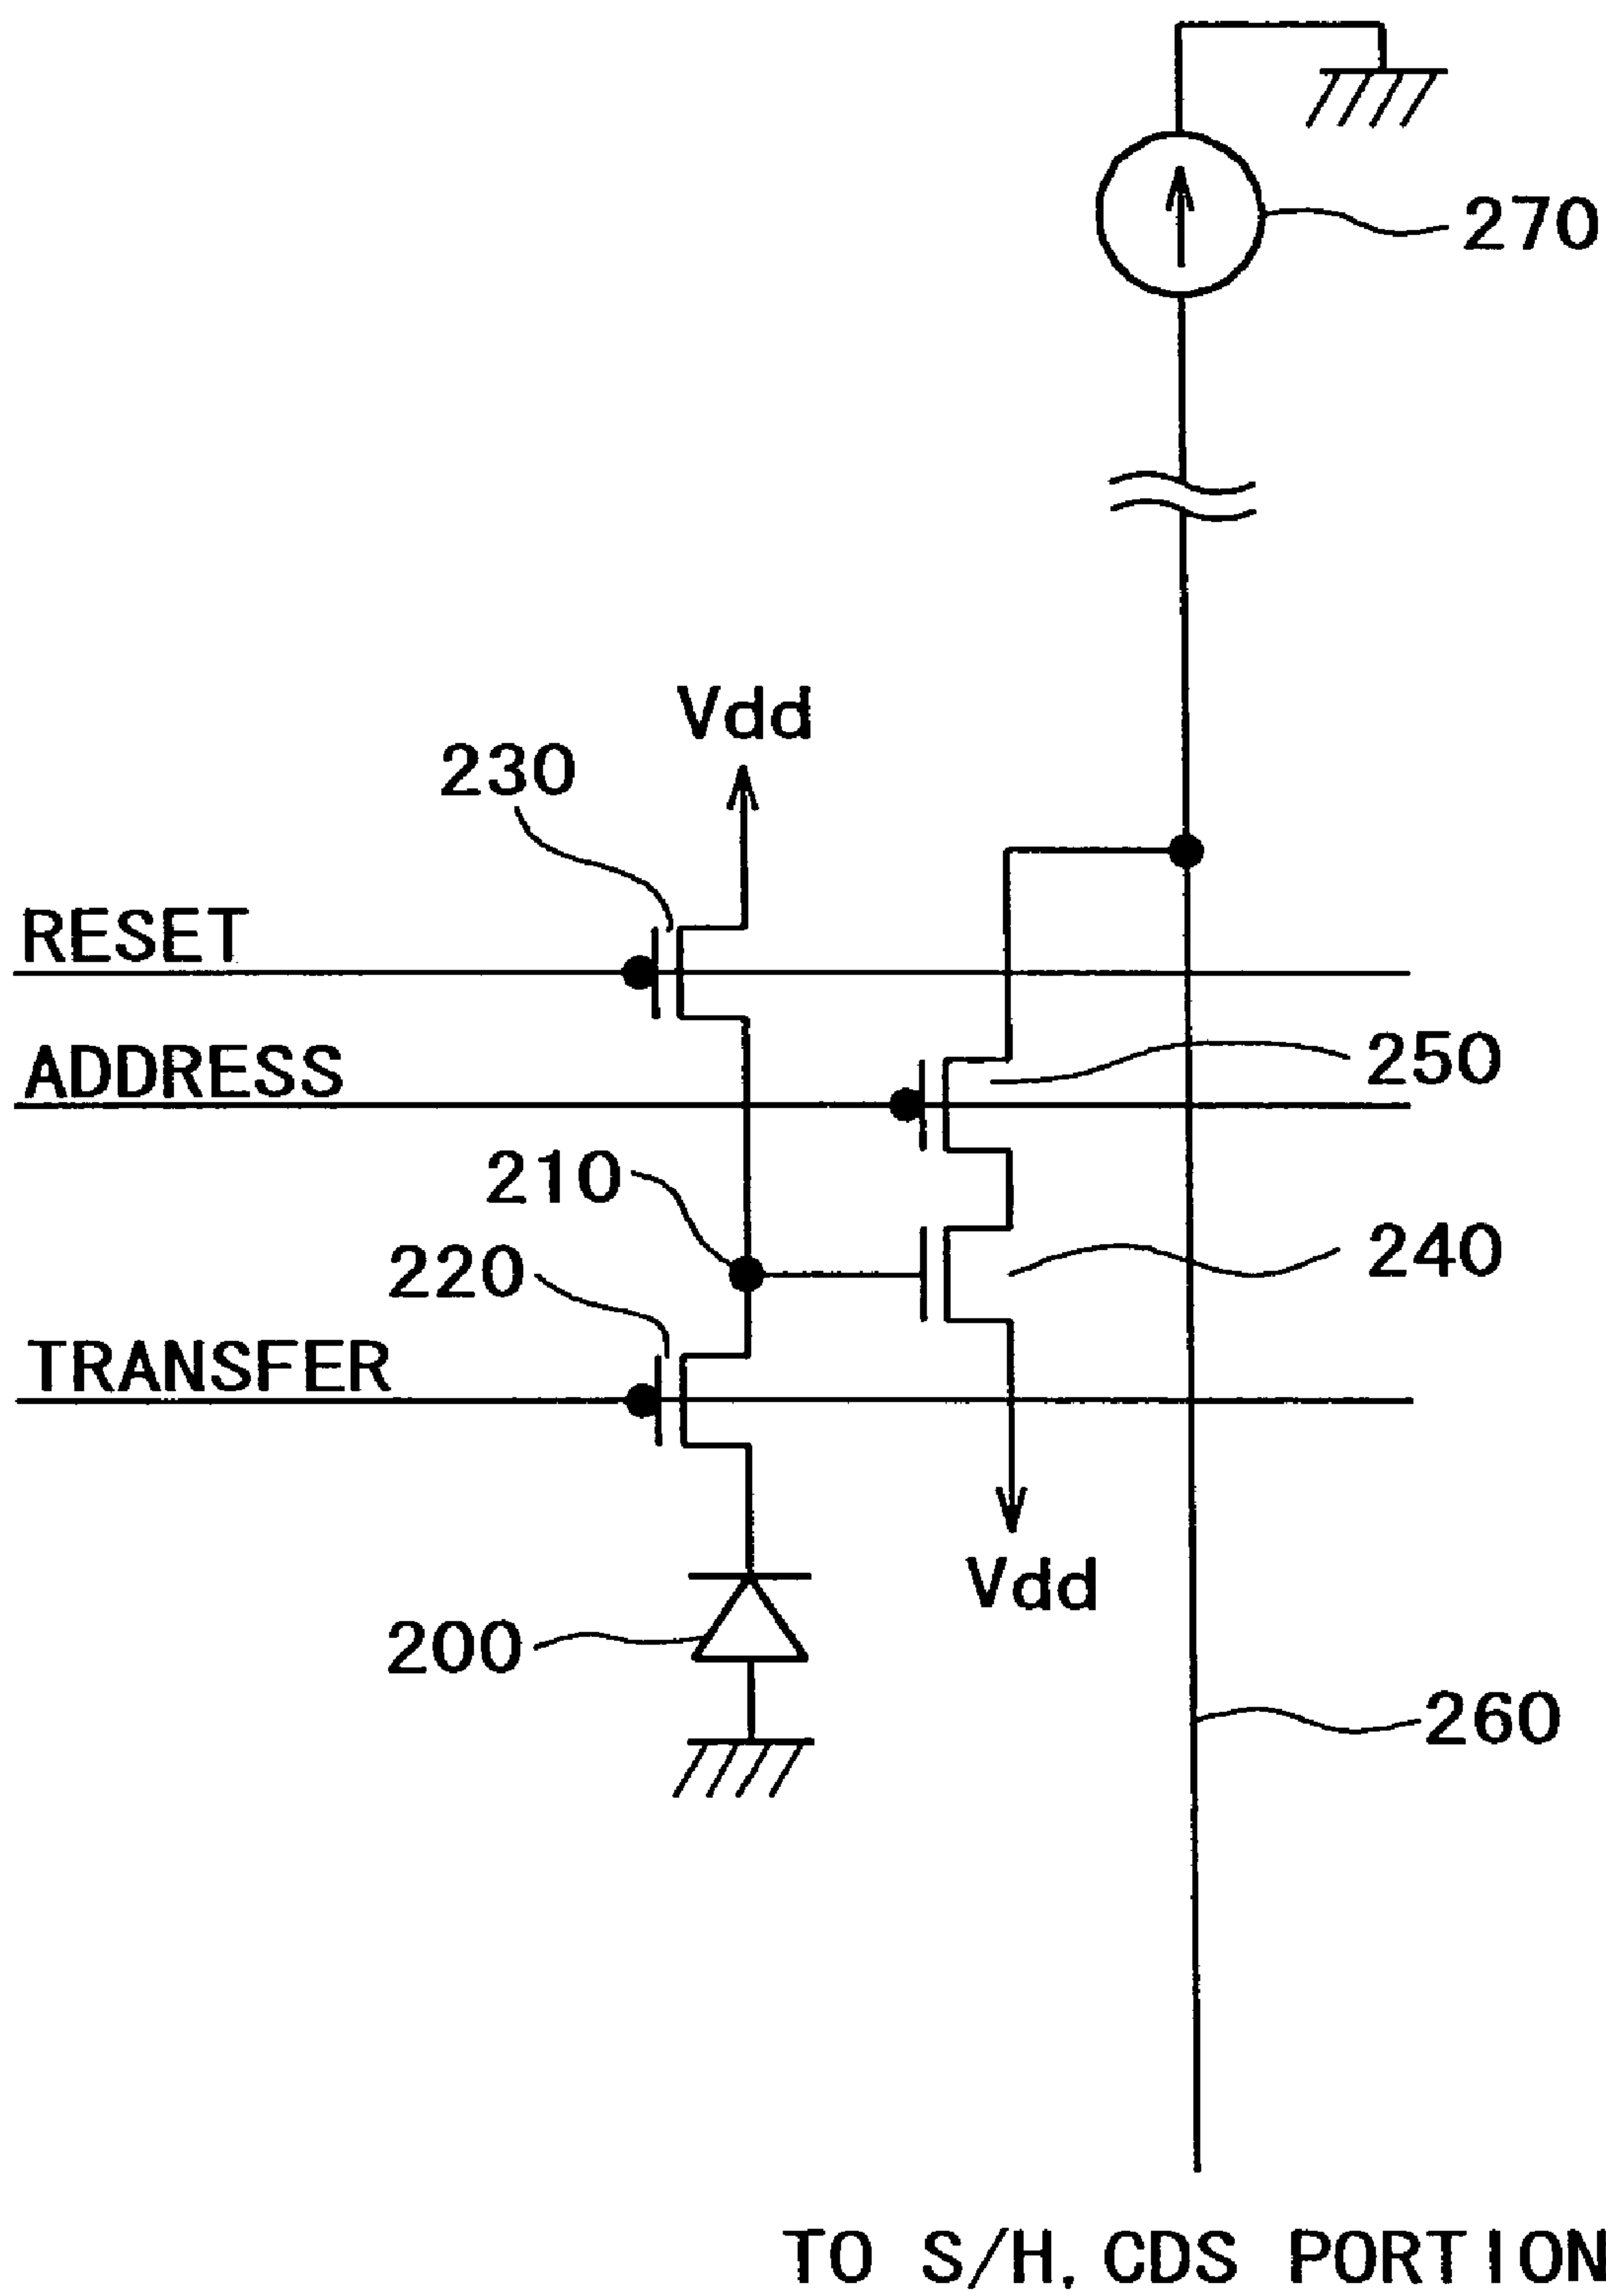 270
Vdd
230
RESET
ADDRESS
250
210
240
220
TRANSFER
Vdd
200
260
TO S/H, CDS PORTION